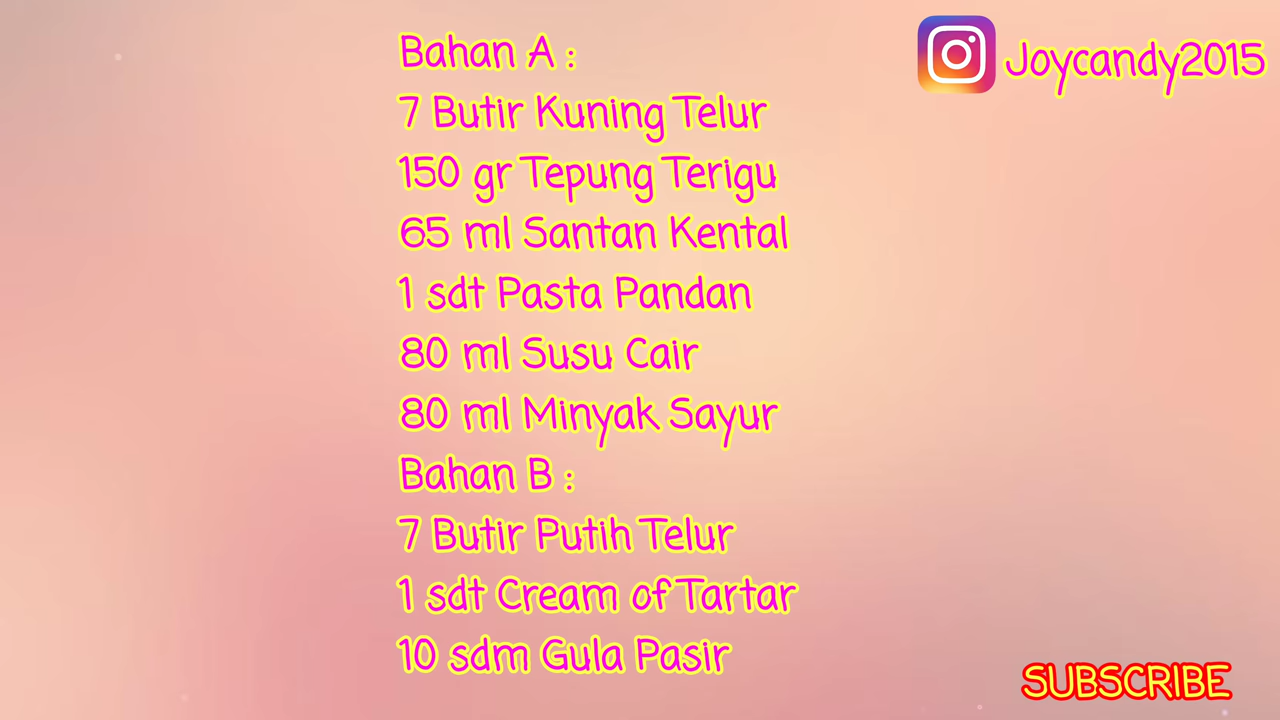 Bahan A :
7 Butir Kuning Telur
150 gr Tepung Terigu
65 ml Santan Kental
1 sdt Pasta Pandan
80 ml Susu Cair
80 ml Minyak Sayur
Bahan B :
7 Butir Putih Telur
1 sdt Cream of Tartar
10 sdm Gula Pasir
Joycandy2015
SUBSCRIBE